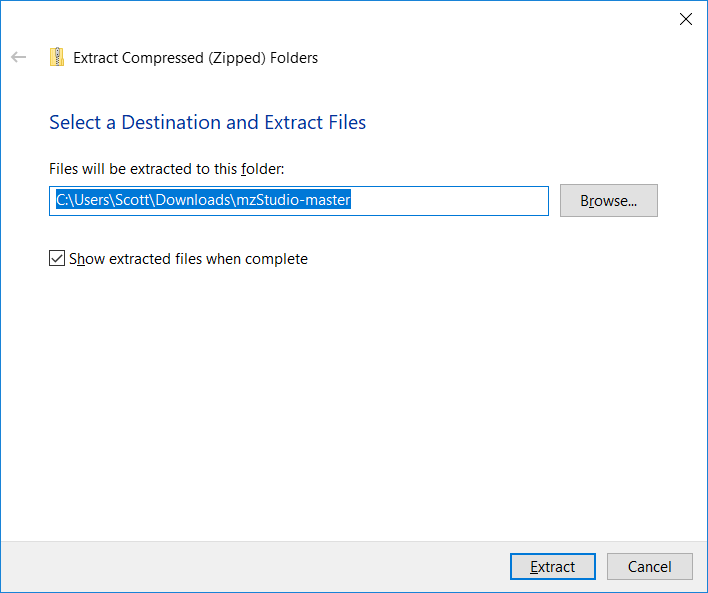 Extract Compressed (Zipped) Folders
Select a Destination and Extract Files
Files will be extracted to this folder:
C:\Users\Scott\Downloads\mzStudio-master
Browse...
Show extracted files when complete
Extract
Cancel